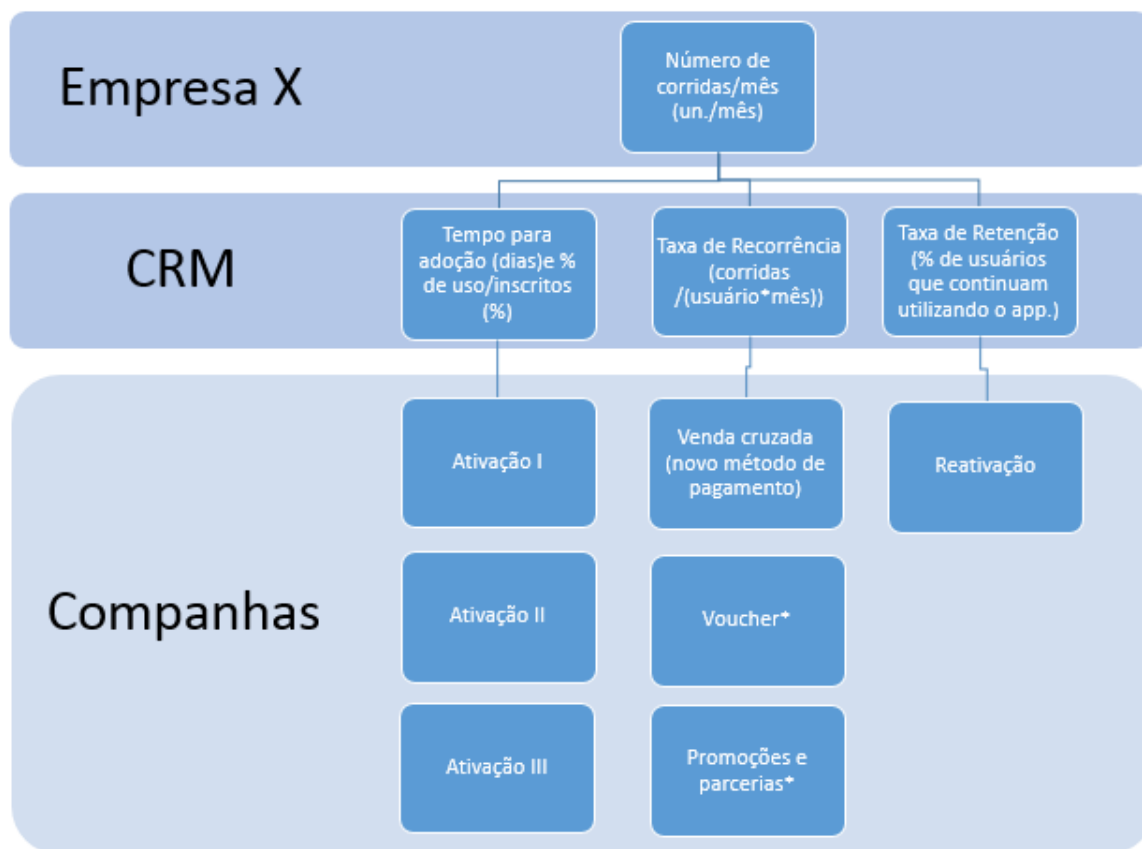 Empresa X
Número de
corridas/mês
(un./mês)
CRM
Tempo para
adoção (dias)e %
de uso/inscritos
(%)
Taxa de Recorrência
(corridas
/(usuário*mês))
Taxa de Retenção
(% de usuários
que continuam
utilizando o app.)
Companhas
Ativação I
Venda cruzada
(novo método de
pagamento)
Reativação
Ativação II
Voucher*
Ativação III
Promoções e
parcerias*